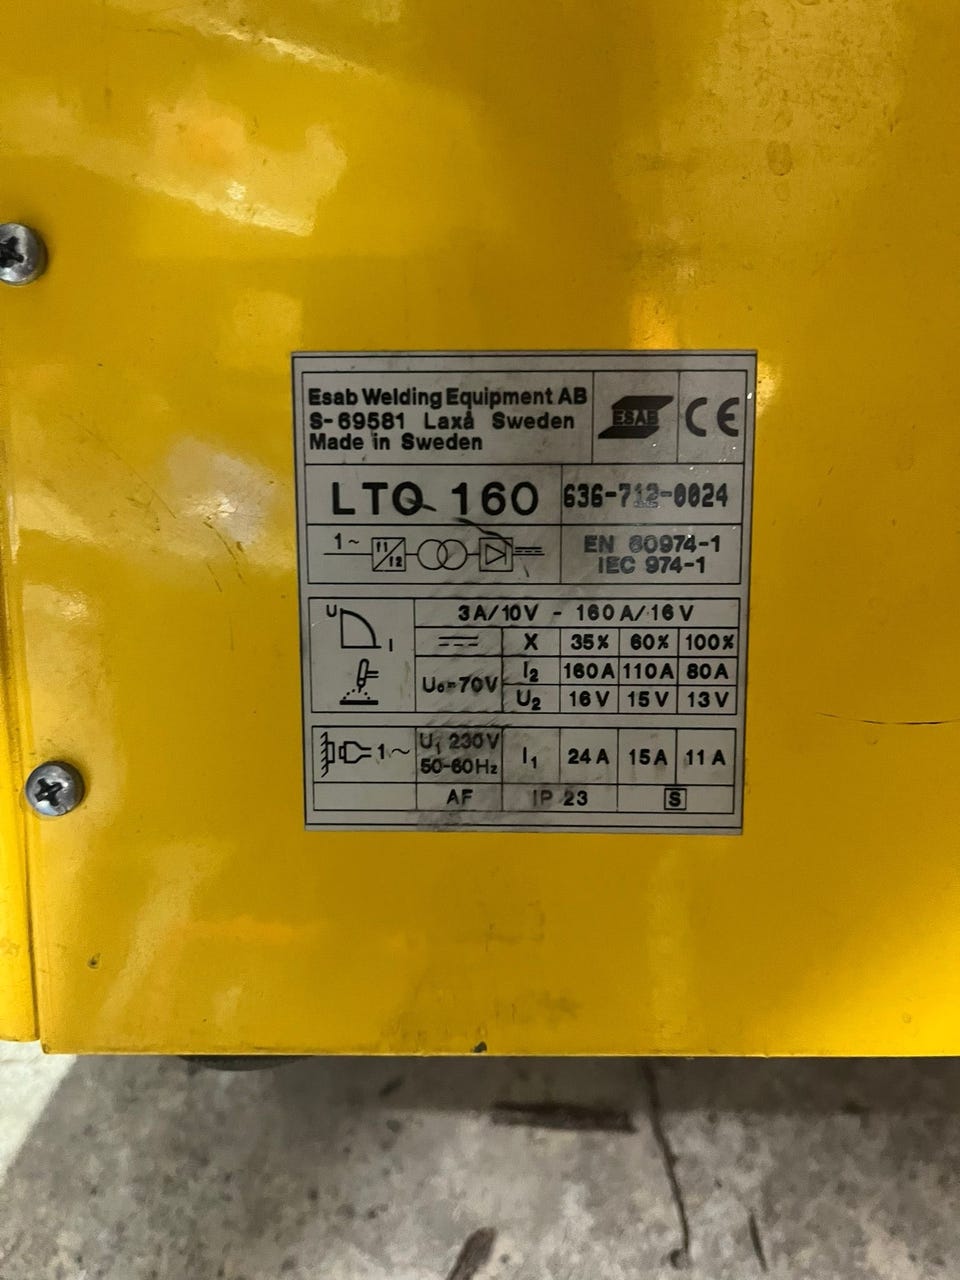 Esab Welding Equipment AB
S-69581 Laxå Sweden
Made in Sweden
ESAB
CE
LTO 160
636-712-0024
1~
f1
f2
EN 60974-1
IEC 974-1
U
I
3A/10V - 160A/16V
X 35% 60% 100%
U₀=70V
I₂ 160A 110A 80A
U₂ 16V 15V 13V
1~
U₁ 230V
50-60Hz
I₁ 24A 15A 11A
AF IP 23 S